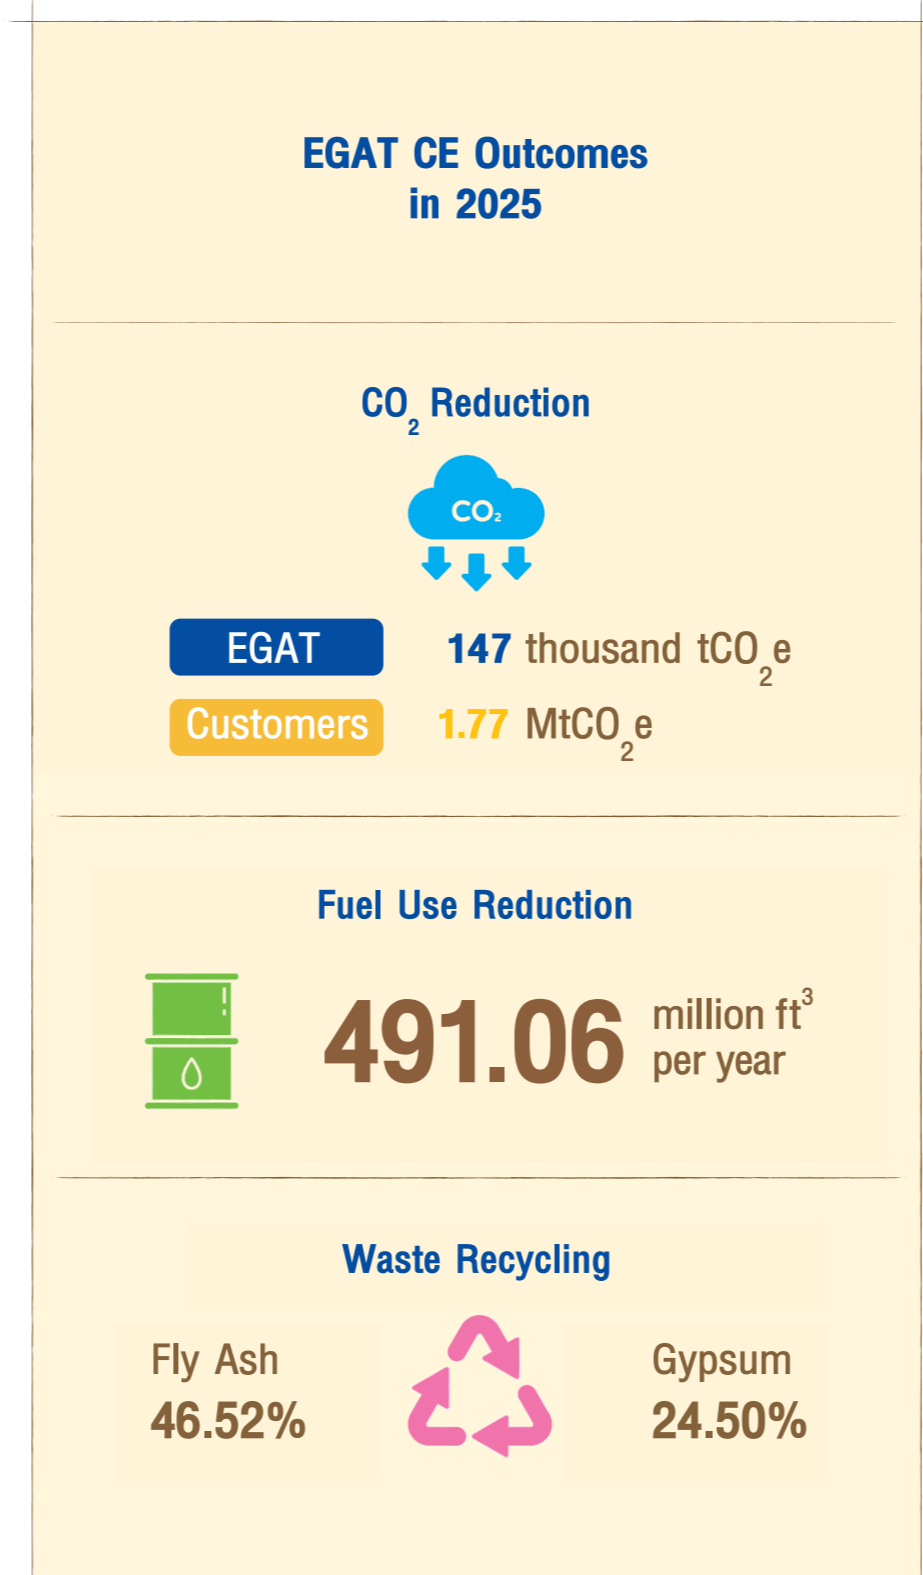 EGAT CE Outcomes
in 2025
CO₂ Reduction
CO₂
EGAT 147 thousand tCO₂e
Customers 1.77 MtCO₂e
Fuel Use Reduction
491.06 million ft³
per year
Waste Recycling
Fly Ash
46.52%
Gypsum
24.50%